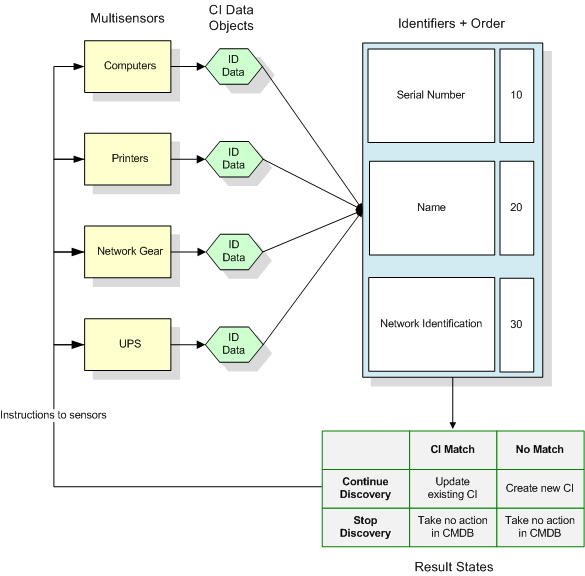 Multisensors
CI Data
Objects
Identifiers + Order
Computers
ID
Data
Serial Number
10
Printers
ID
Data
Name
20
Network Gear
ID
Data
Network Identification
30
UPS
ID
Data
Instructions to sensors
CI Match
No Match
Continue
Discovery
Update
existing CI
Create new CI
Stop
Discovery
Take no action
in CMDB
Take no action
in CMDB
Result States